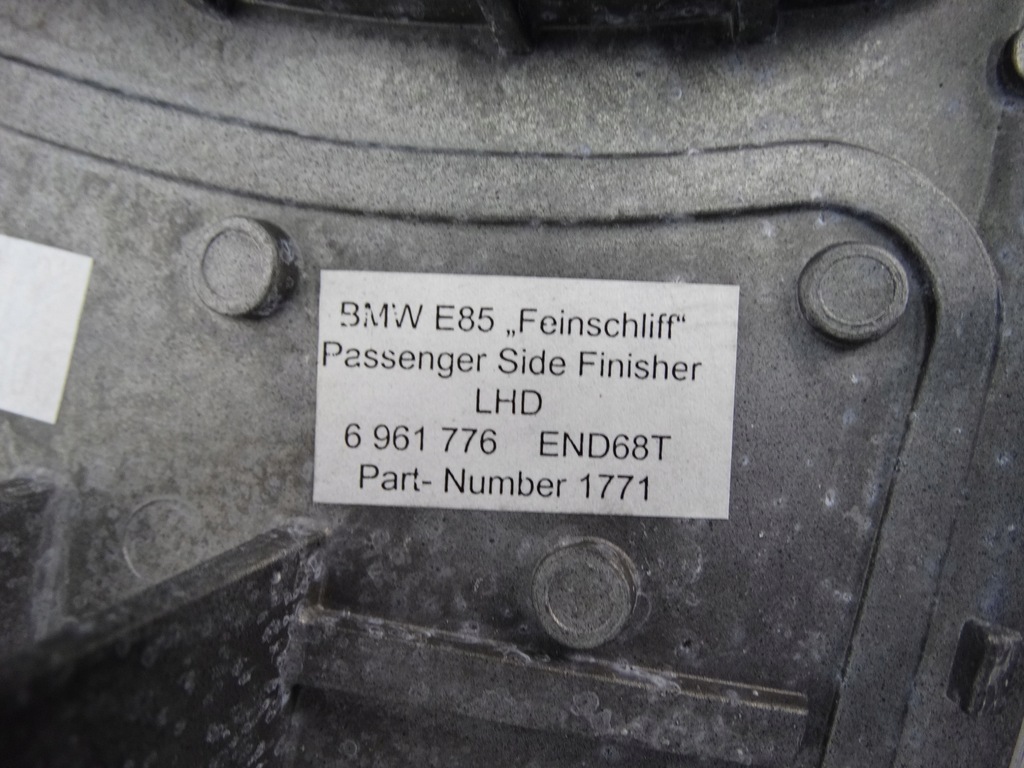 BMW E85 „Feinschliff“
Passenger Side Finisher
LHD
6 961 776 END68T
Part- Number 1771